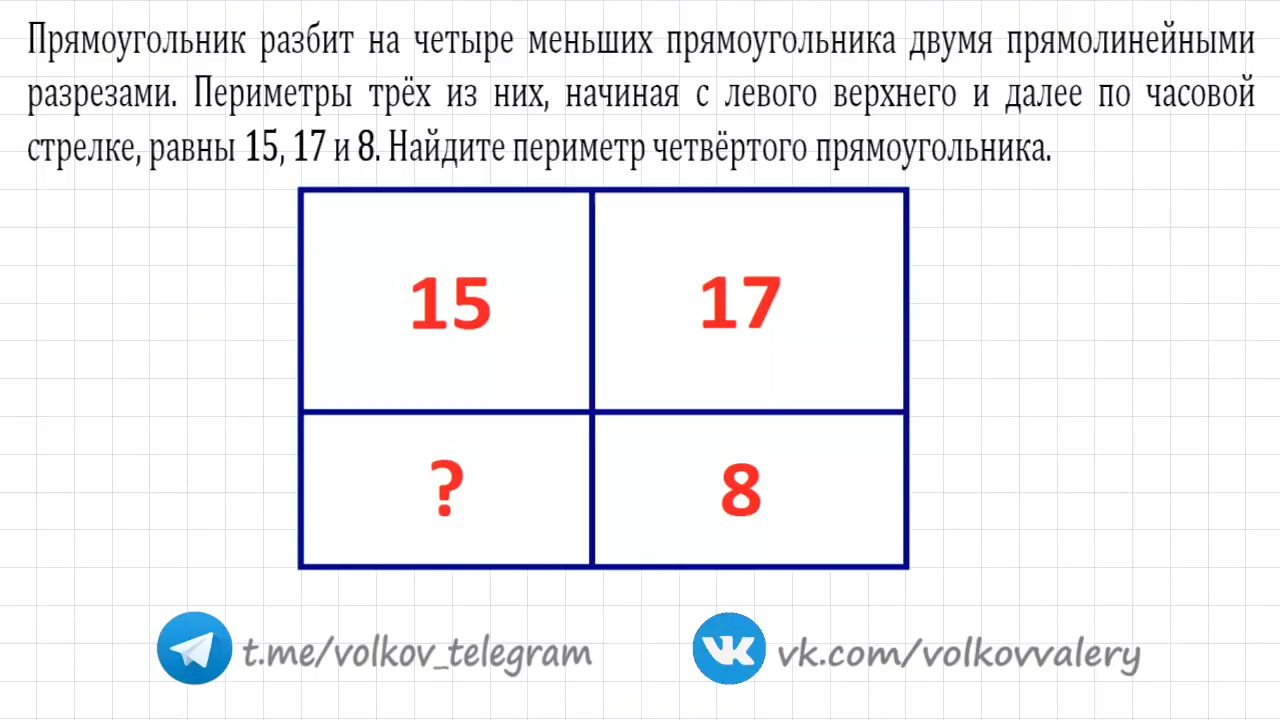 Прямоугольник разбит на четыре меньших прямоугольника двумя прямолинейными
разрезами. Периметры трёх из них, начиная с левого верхнего и далее по часовой
стрелке, равны 15, 17 и 8. Найдите периметр четвёртого прямоугольника.
15 17
? 8
t.me/volkov_telegram vk.com/volkovvalery